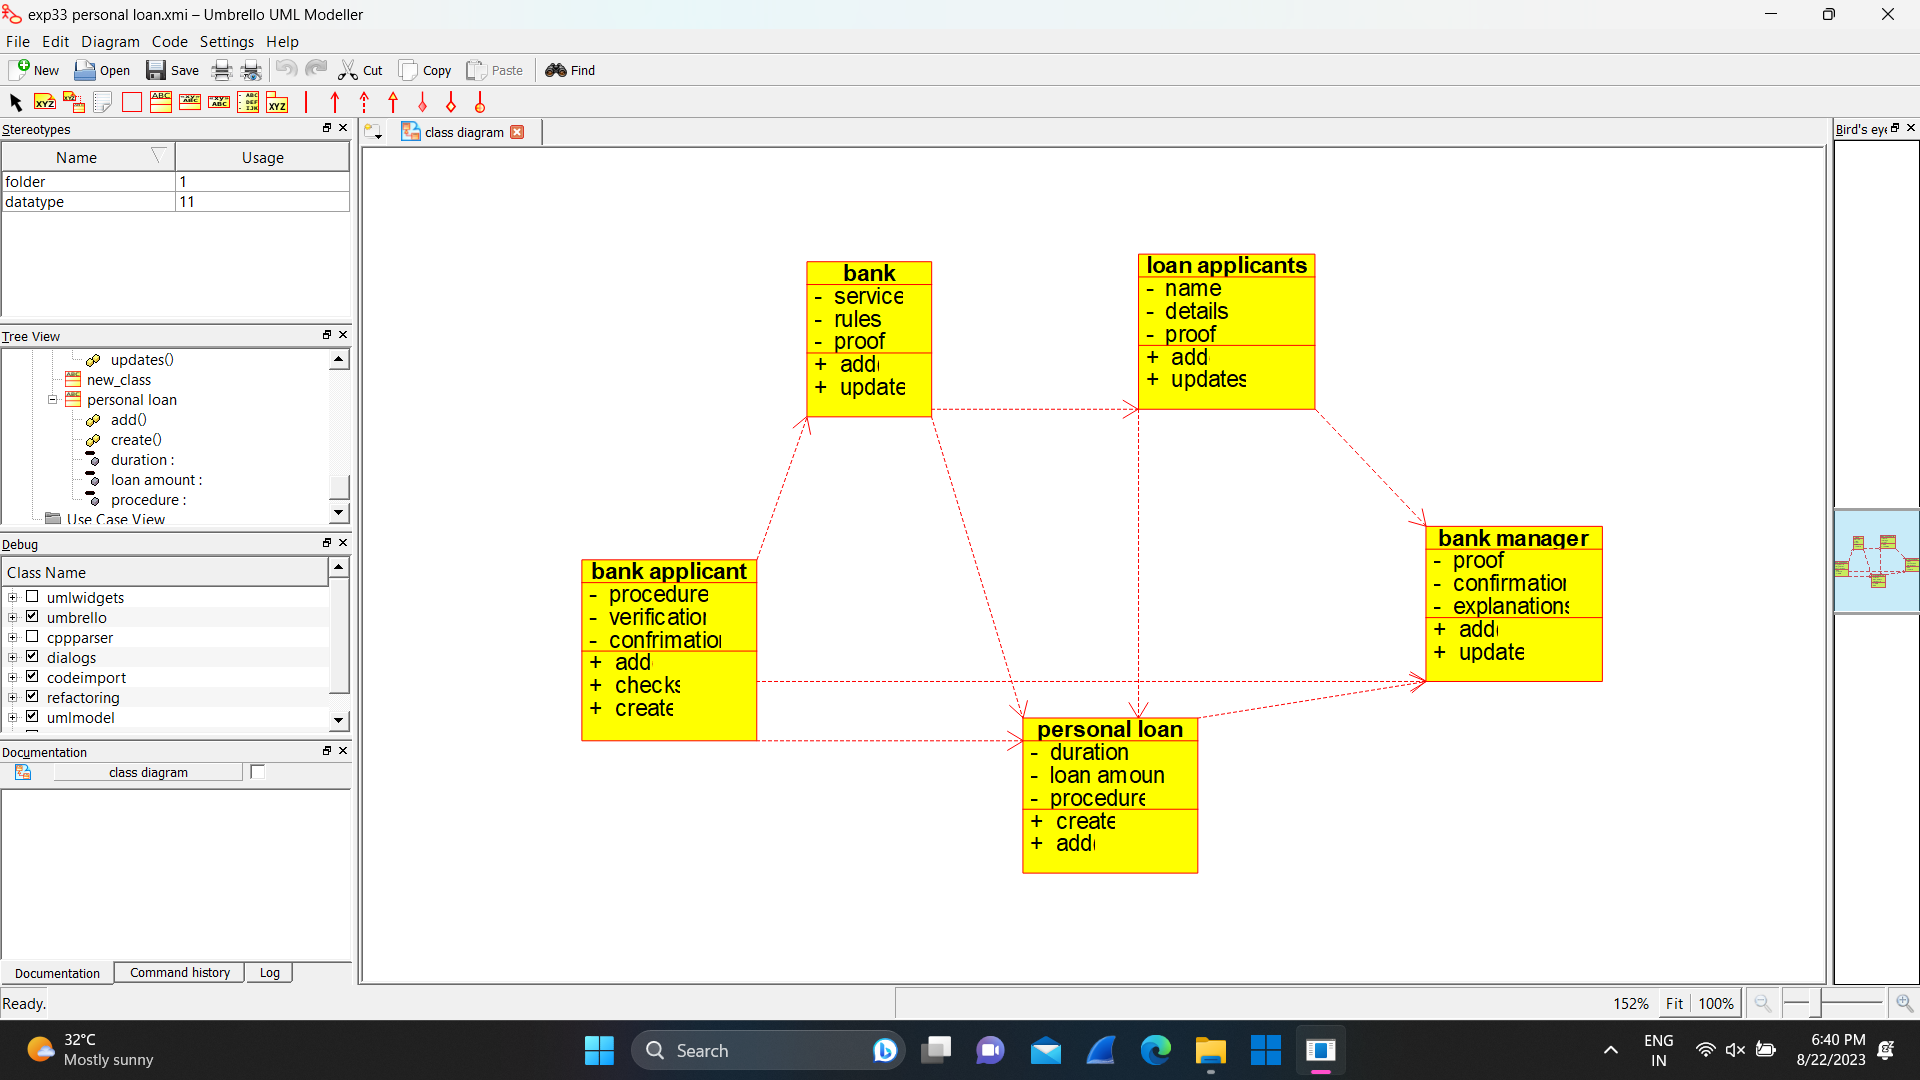 exp33 personal loan.xmi – Umbrello UML Modeller
File Edit Diagram Code Settings Help
New Open Save Cut Copy Paste Find
Stereotypes
Name Usage
folder 1
datatype 11
Tree View
updates()
new_class
personal loan
add()
create()
duration :
loan amount :
procedure :
Use Case View
Debug
Class Name
umlwidgets
umbrello
cppparser
dialogs
codeimport
refactoring
umlmodel
Documentation
class diagram
Documentation Command history Log
Ready.
class diagram
bank
- service
- rules
- proof
+ add(
+ update
loan applicants
- name
- details
- proof
+ add
+ updates
bank applicant
- procedure
- verification
- confrimation
+ add
+ checks
+ create
bank manager
- proof
- confirmation
- explanations
+ add(
+ update
personal loan
- duration
- loan amoun
- procedure
+ create
+ add(
Bird's eye
152% Fit 100%
32°C
Mostly sunny
Search
ENG
IN
6:40 PM
8/22/2023